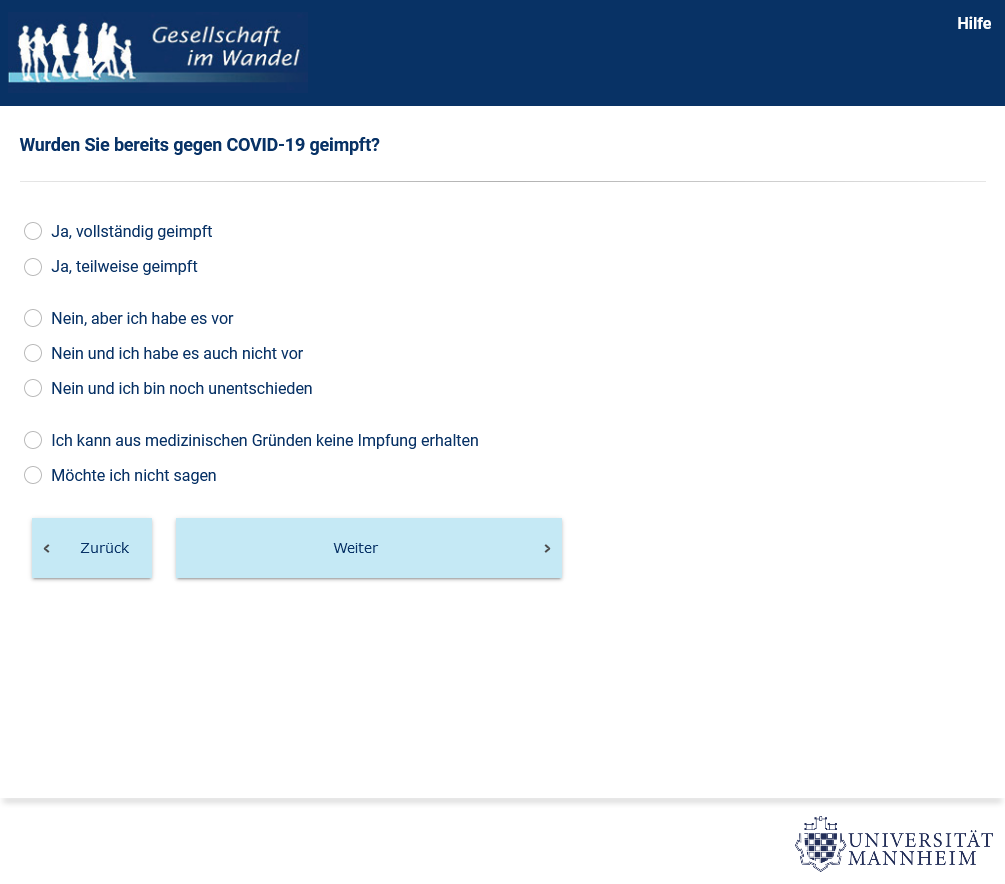 Gesellschaft
im Wandel
Hilfe
Wurden Sie bereits gegen COVID-19 geimpft?
Ja, vollständig geimpft
Ja, teilweise geimpft
Nein, aber ich habe es vor
Nein und ich habe es auch nicht vor
Nein und ich bin noch unentschieden
Ich kann aus medizinischen Gründen keine Impfung erhalten
Möchte ich nicht sagen
Zurück
Weiter
UNIVERSITÄT
MANNHEIM